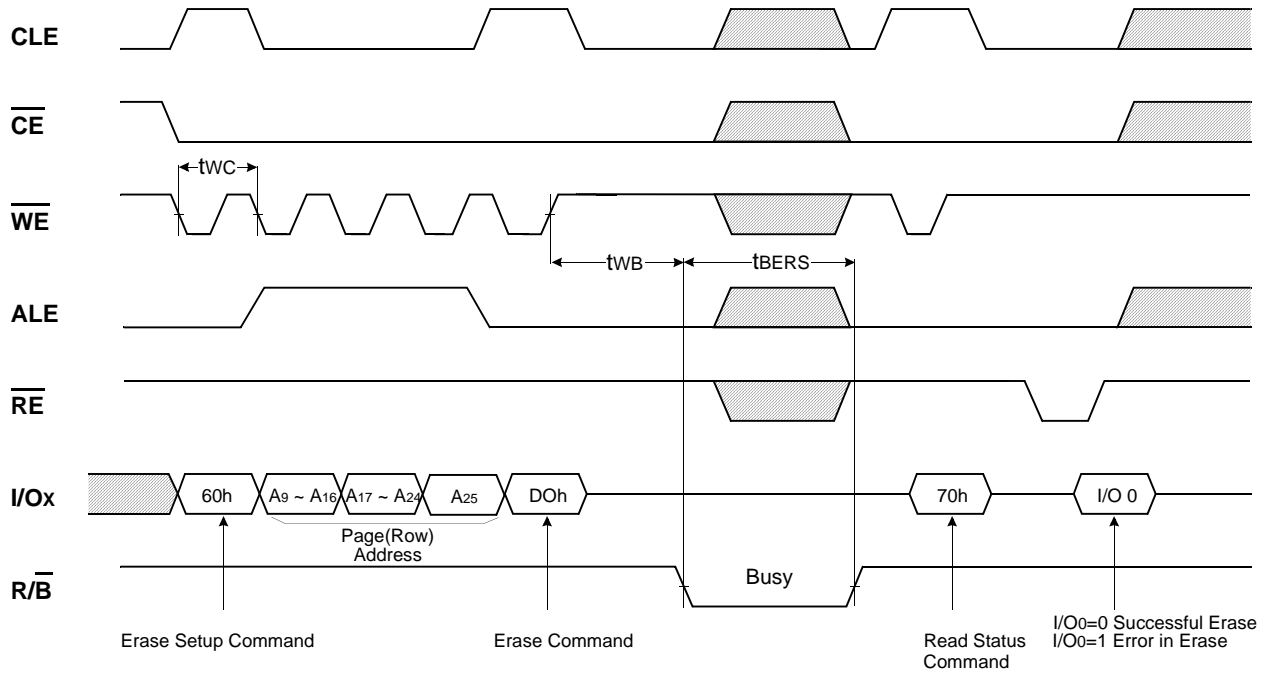 CLE
CE
tWC
WE
tWB
tBERS
ALE
RE
I/Ox
60h
A9 ~ A16
A17 ~ A24
A25
DOh
70h
I/O 0
Page(Row)
Address
R/B
Busy
Erase Setup Command
Erase Command
Read Status
Command
I/O0=0 Successful Erase
I/O0=1 Error in Erase